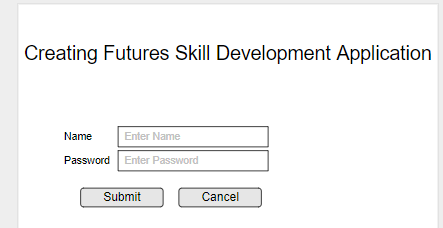 Creating Futures Skill Development Application
Name Enter Name
Password Enter Password
Submit Cancel